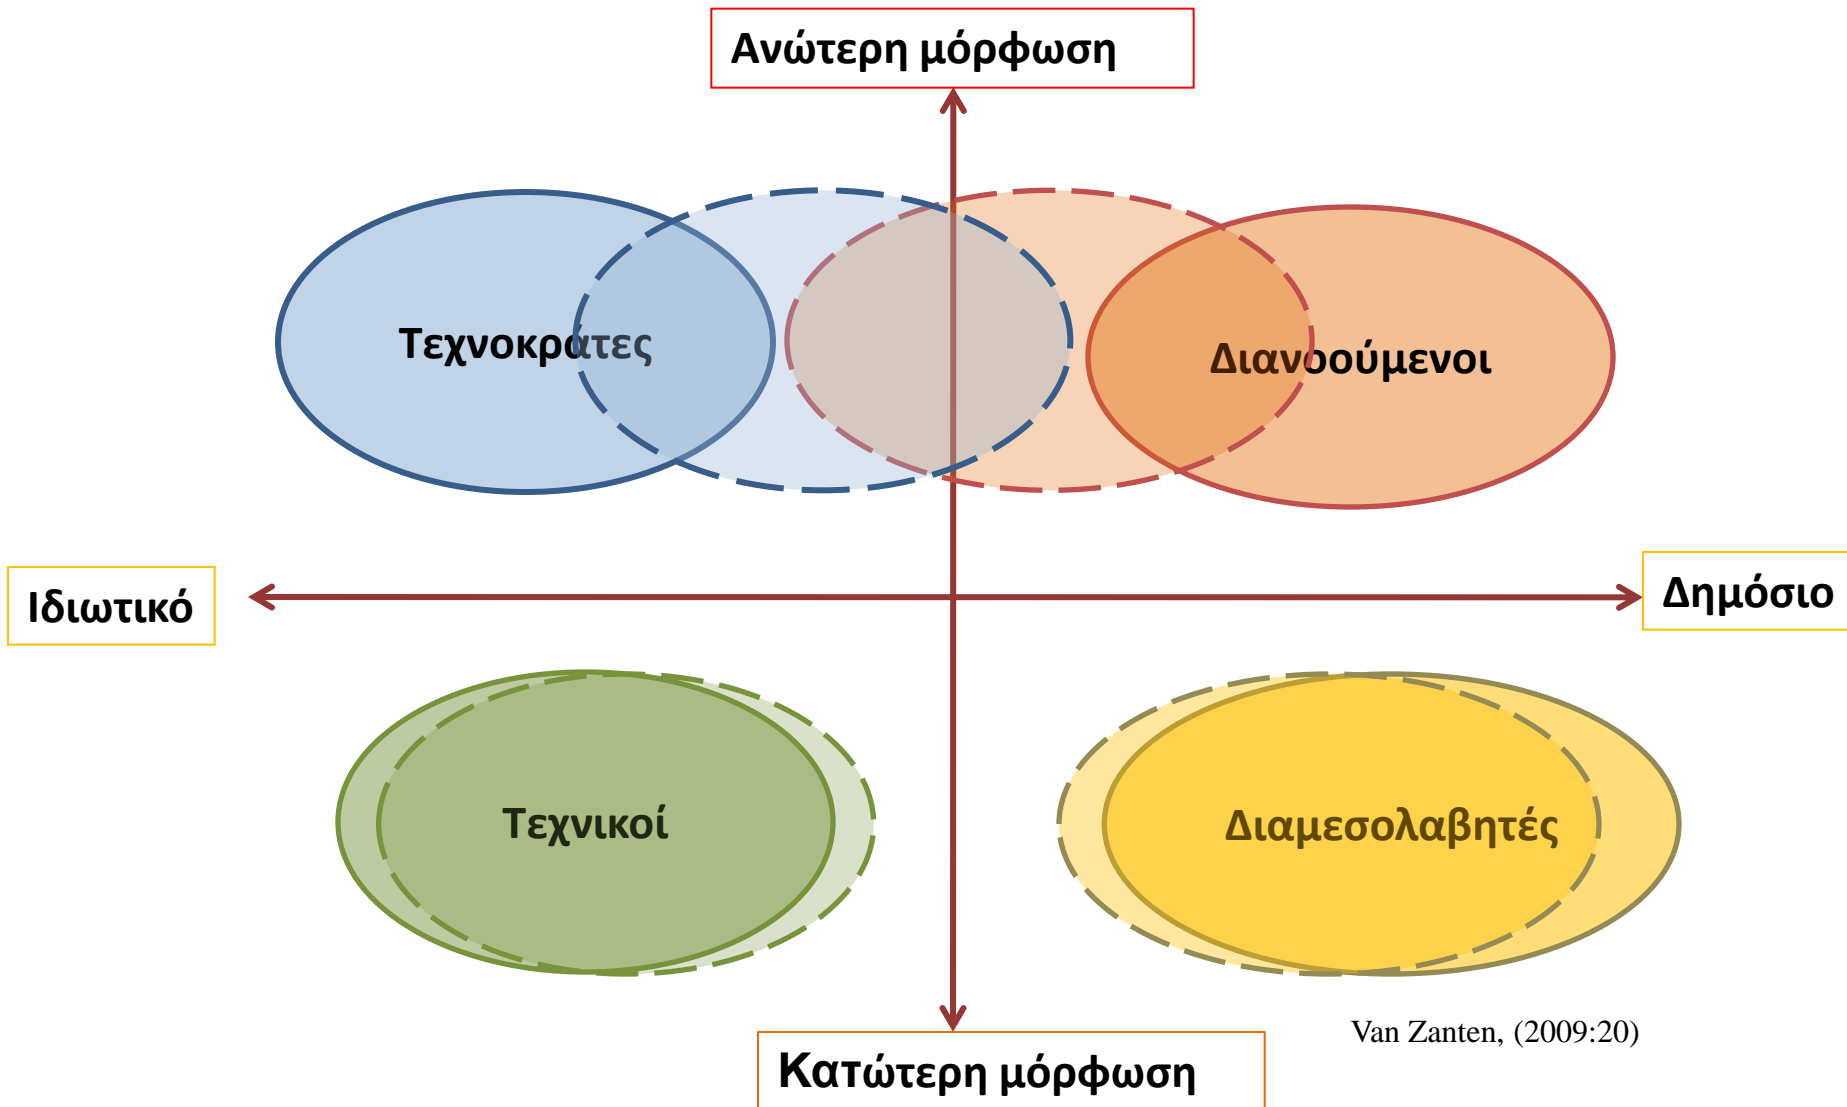 Ανώτερη μόρφωση
Τεχνοκράτες
Διανοούμενοι
Ιδιωτικό
Δημόσιο
Τεχνικοί
Διαμεσολαβητές
Van Zanten, (2009:20)
Κατώτερη μόρφωση